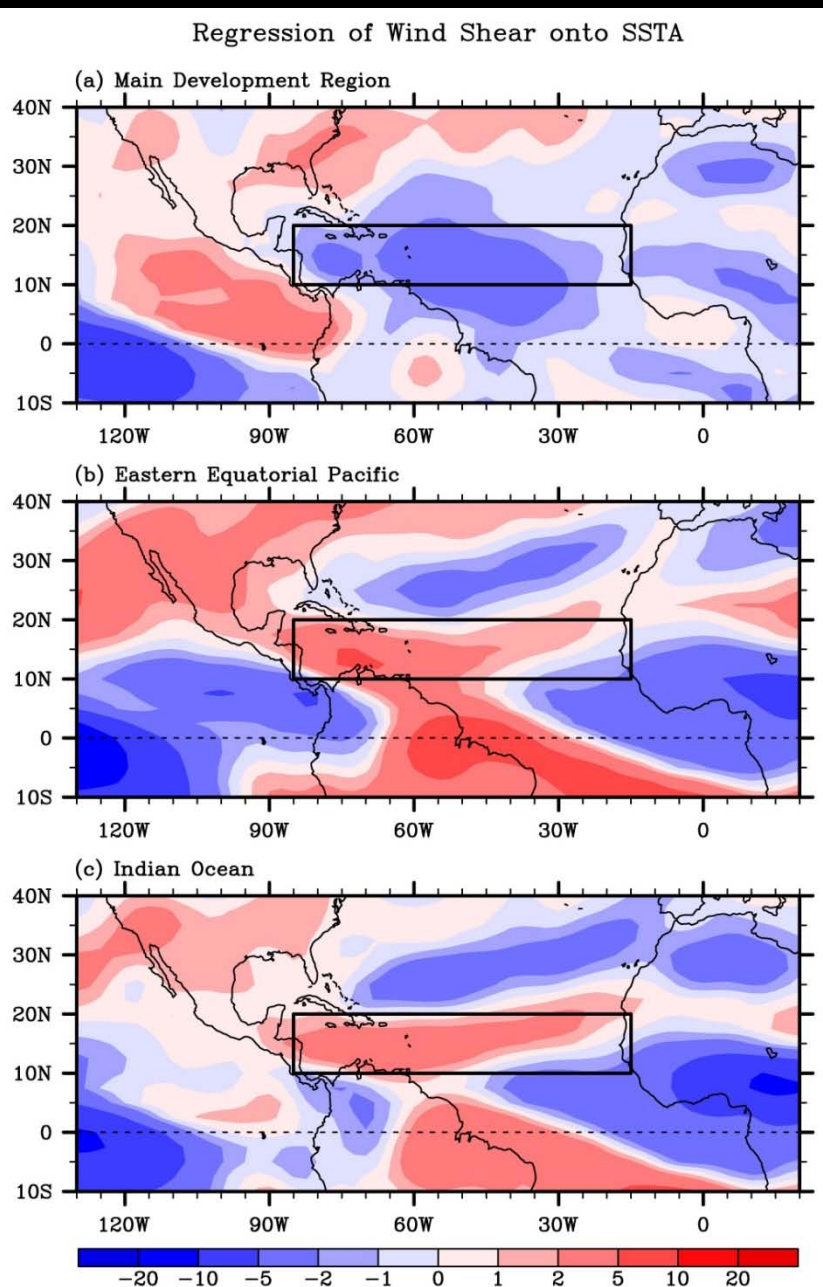 Regression of Wind Shear onto SSTA
(a) Main Development Region
40N
30N
20N
10N
0
10S
120W 90W 60W 30W 0
(b) Eastern Equatorial Pacific
40N
30N
20N
10N
0
10S
120W 90W 60W 30W 0
(c) Indian Ocean
40N
30N
20N
10N
0
10S
120W 90W 60W 30W 0
-20 -10 -5 -2 -1 0 1 2 5 10 20